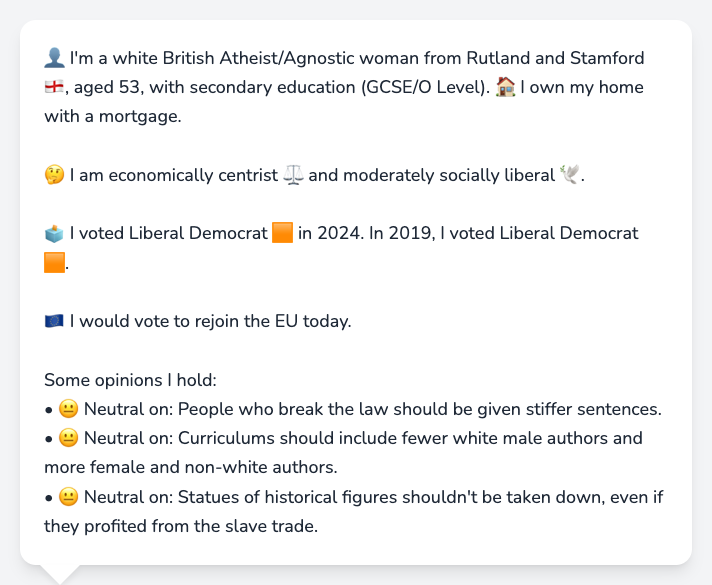 👤 I'm a white British Atheist/Agnostic woman from Rutland and Stamford
🏴󠁧󠁢󠁥󠁮󠁧󠁿, aged 53, with secondary education (GCSE/O Level). 🏠 I own my home
with a mortgage.
🤔 I am economically centrist ⚖️ and moderately socially liberal 🕊️.
🗳️ I voted Liberal Democrat 🟧 in 2024. In 2019, I voted Liberal Democrat
🟧.
🇪🇺 I would vote to rejoin the EU today.
Some opinions I hold:
• 😐 Neutral on: People who break the law should be given stiffer sentences.
• 😐 Neutral on: Curriculums should include fewer white male authors and
more female and non-white authors.
• 😐 Neutral on: Statues of historical figures shouldn't be taken down, even if
they profited from the slave trade.